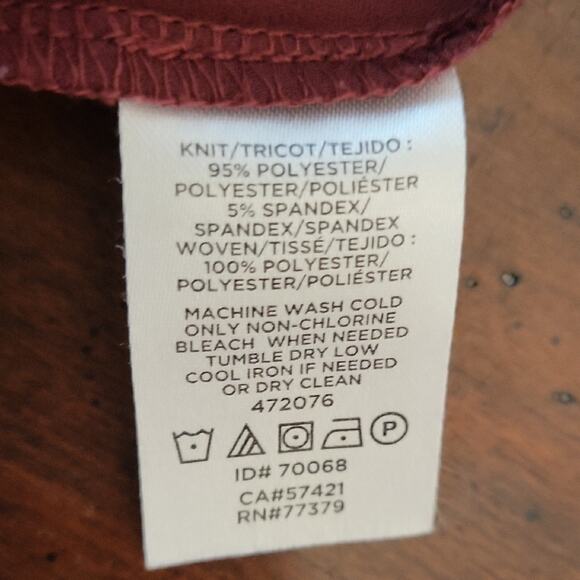 KNIT/TRICOT/TEJIDO :
95% POLYESTER/
POLYESTER/POLIÉSTER
5% SPANDEX/
SPANDEX/SPANDEX
WOVEN/TISSÉ/TEJIDO :
100% POLYESTER/
POLYESTER/POLIÉSTER
MACHINE WASH COLD
ONLY NON-CHLORINE
BLEACH WHEN NEEDED
TUMBLE DRY LOW
COOL IRON IF NEEDED
OR DRY CLEAN
472076
P
ID# 70068
CA#57421
RN#77379